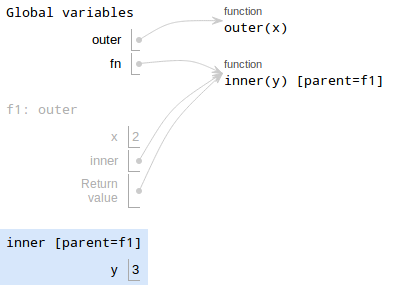 Global variables
function
outer
outer(x)
fn
function
inner(y) [parent=f1]
f1: outer
x 2
inner
Return
value
inner [parent=f1]
y 3